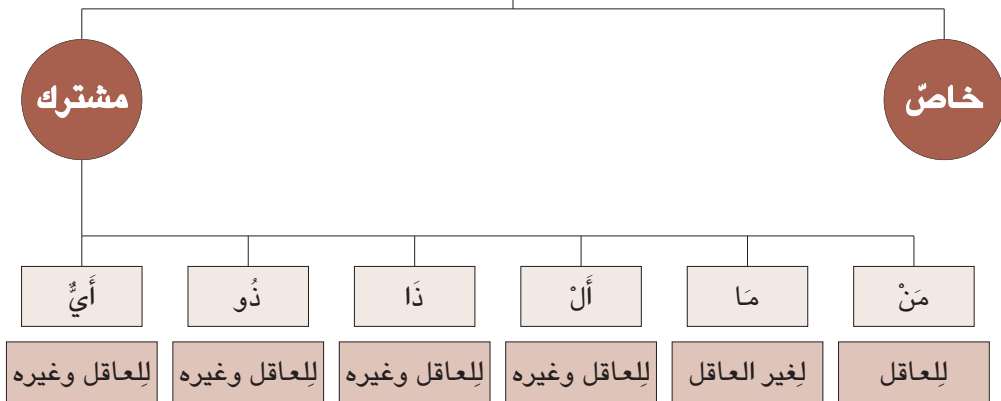 خاصّ
مشترك
مَنْ
مَا
أَلْ
ذَا
ذُو
أَيٌّ
لِلعاقل
لِغير العاقل
لِلعاقل وغيره
لِلعاقل وغيره
لِلعاقل وغيره
لِلعاقل وغيره